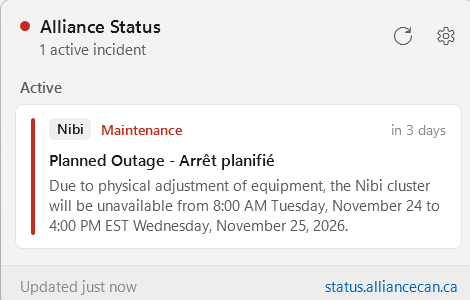 Alliance Status
1 active incident
Active
Nibi Maintenance in 3 days
Planned Outage - Arrêt planifié
Due to physical adjustment of equipment, the Nibi cluster
will be unavailable from 8:00 AM Tuesday, November 24 to
4:00 PM EST Wednesday, November 25, 2026.
Updated just now status.alliancecan.ca